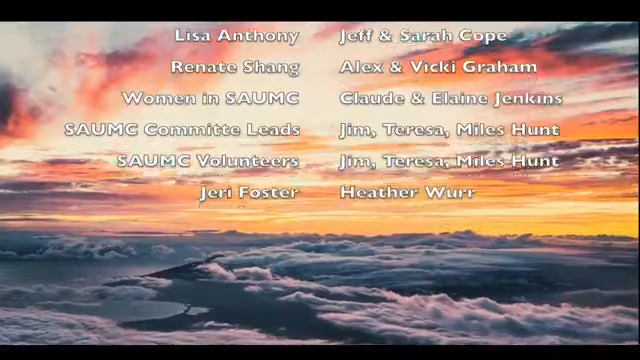 Lisa Anthony Jeff & Sarah Cope
Renate Shang Alex & Vicki Graham
Women in SAUMC Claude & Elaine Jenkins
SAUMC Committe Leads Jim, Teresa, Miles Hunt
SAUMC Volunteers Jim, Teresa, Miles Hunt
Jeri Foster Heather Wurr